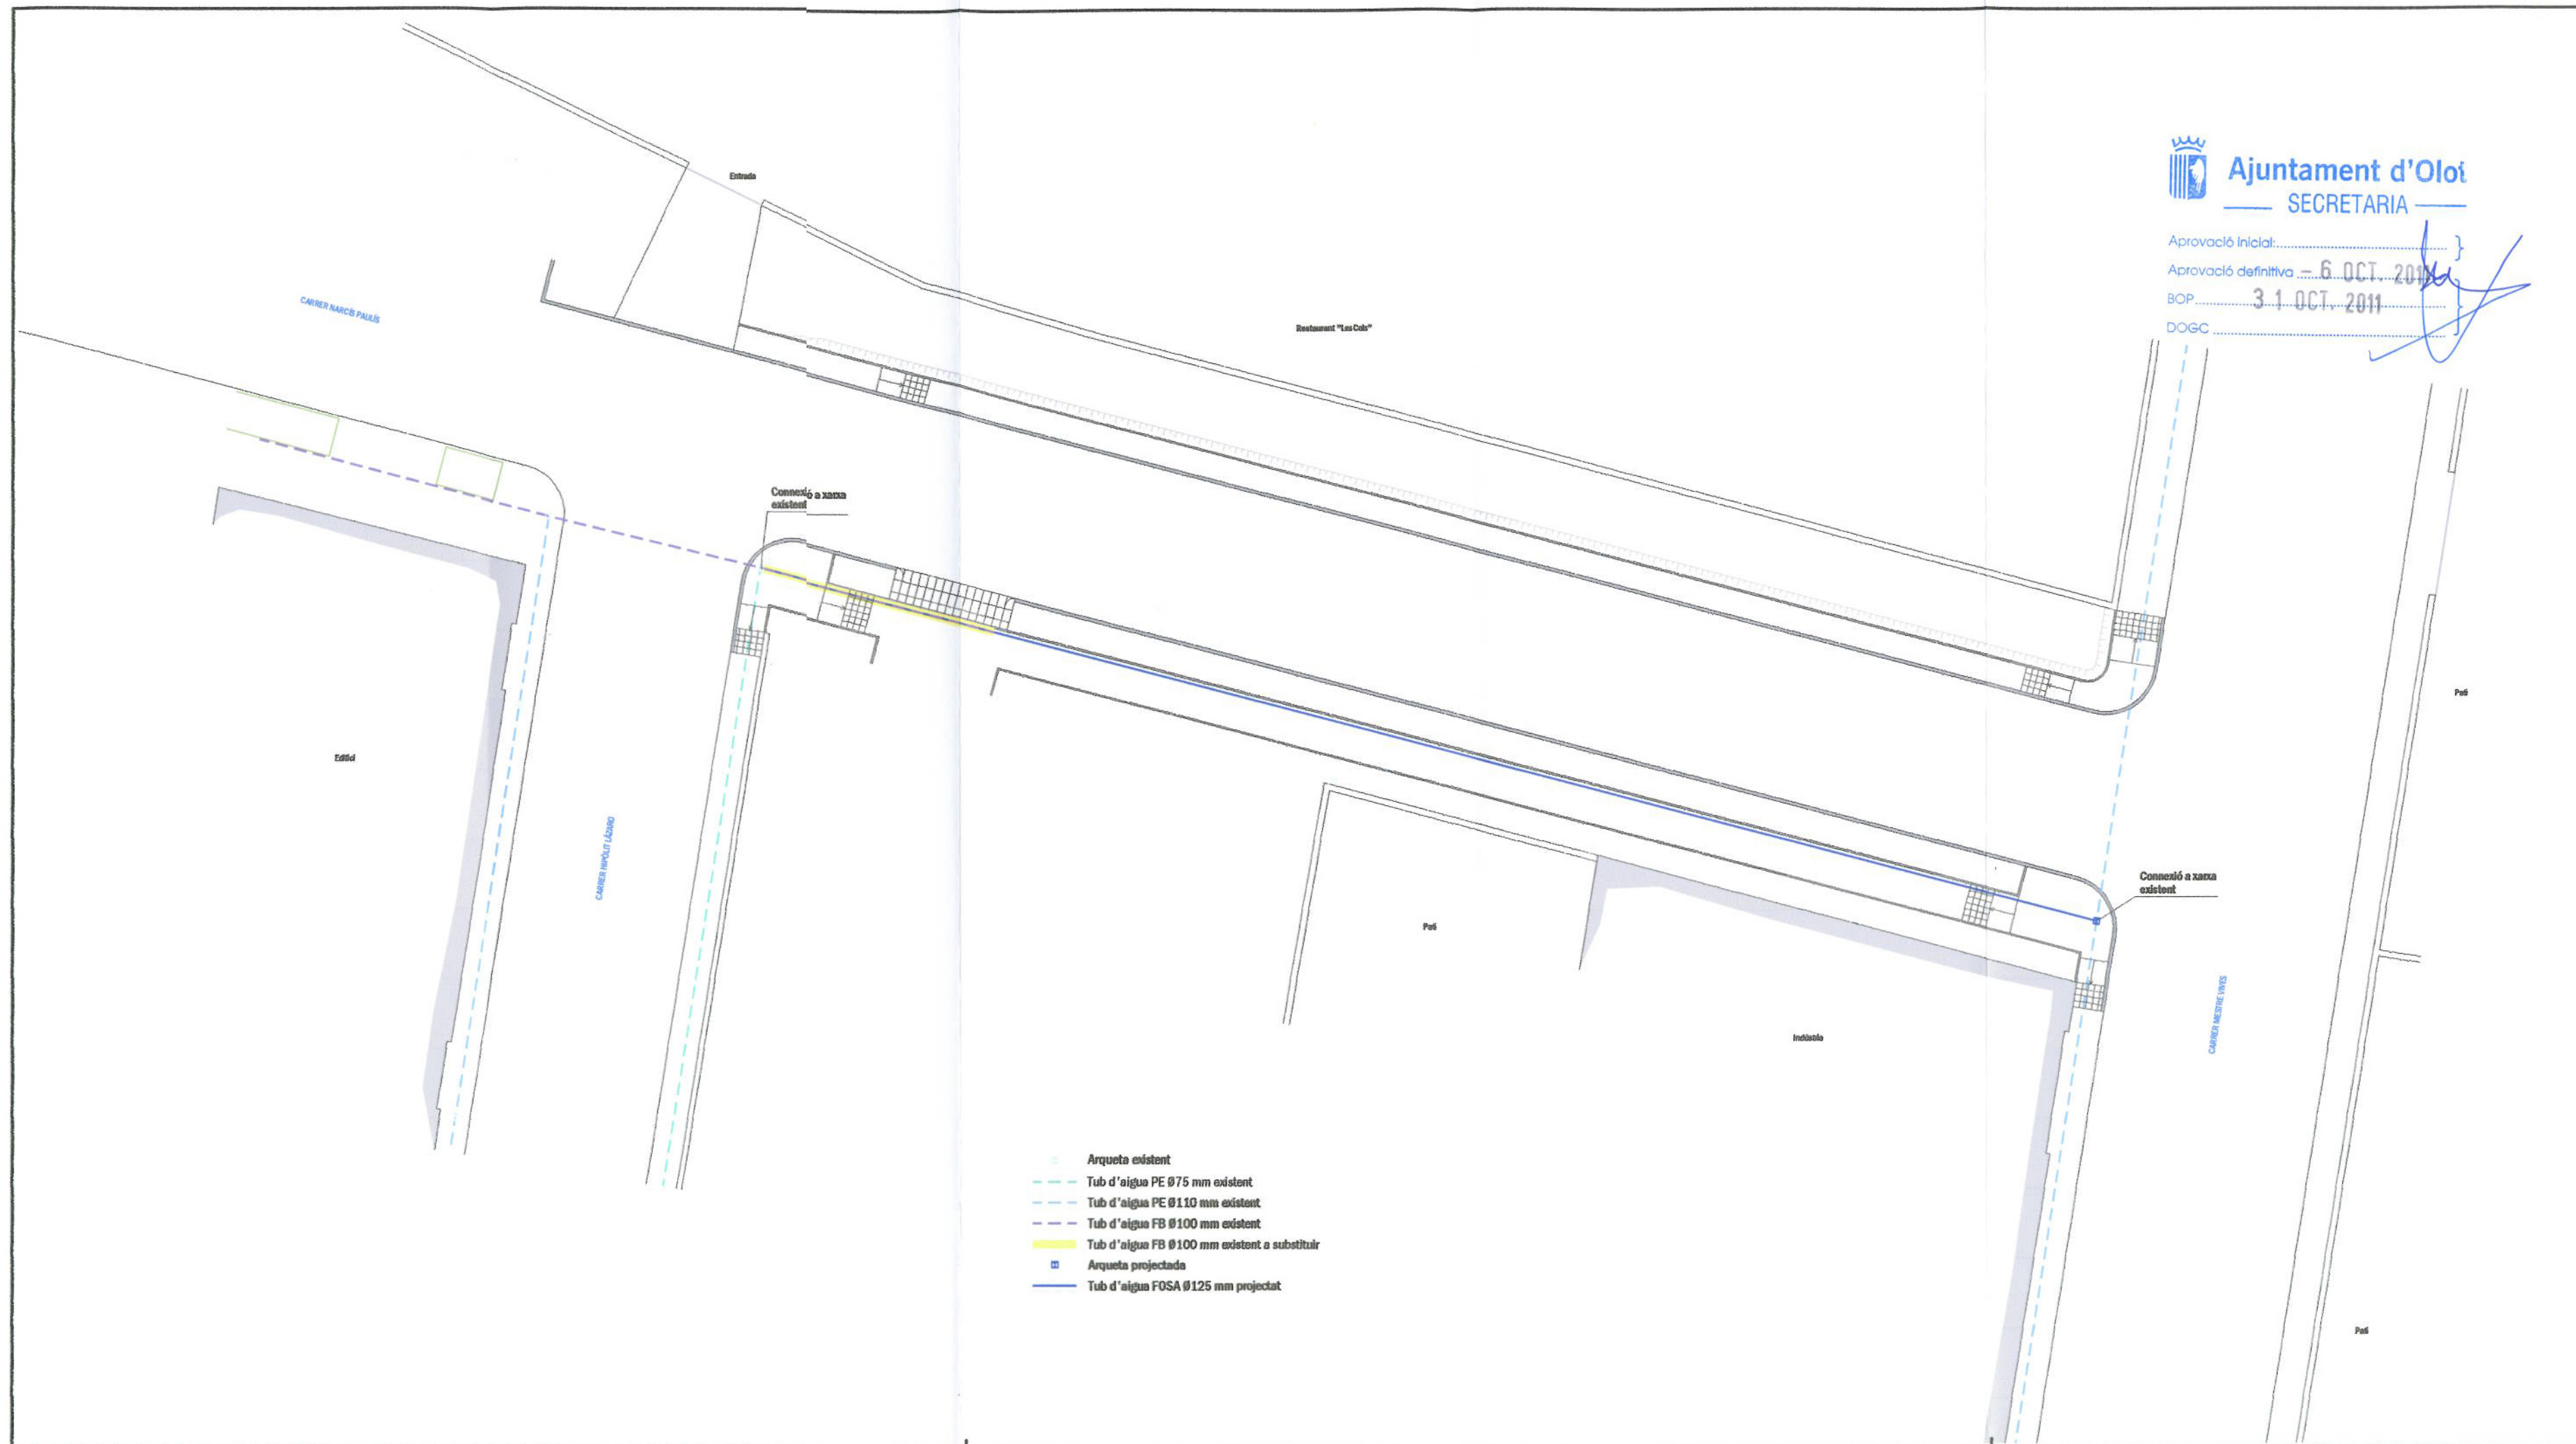 Entrada
Ajuntament d'Olot
SECRETARIA
Aprovació inicial:
Aprovació definitiva - 6 OCT. 2011
BOP 31 OCT. 2011
DOGC
CARRER NARCÍS PAULÍS
Restaurant "Les Cols"
Connexió a xarxa
existent
Pati
Edifici
CARRER HIPÒLIT LÁZARO
Connexió a xarxa
existent
Pati
CARRER MESTRE VIVES
Indústria
Arqueta existent
Tub d'aigua PE Ø75 mm existent
Tub d'aigua PE Ø110 mm existent
Tub d'aigua FB Ø100 mm existent
Tub d'aigua FB Ø100 mm existent a substituir
Arqueta projectada
Tub d'aigua FOSA Ø125 mm projectat
Pati